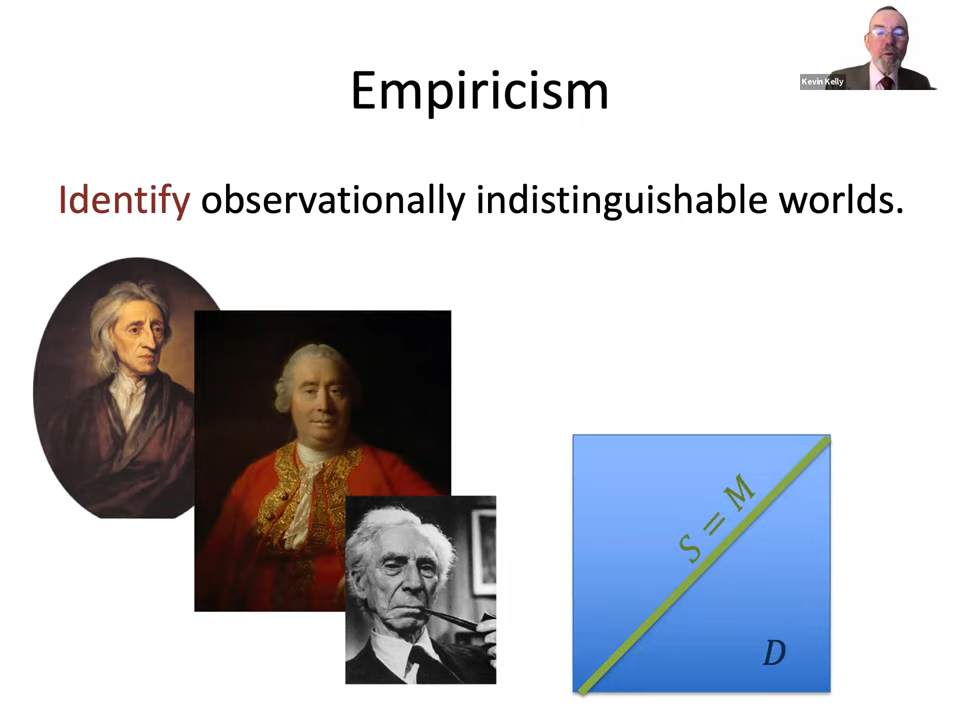 Kevin Kelly
Empiricism
Identify observationally indistinguishable worlds.
S = M
D